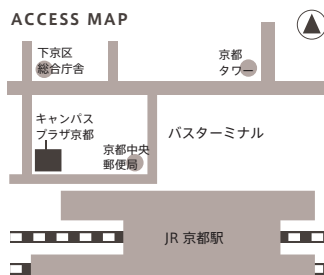 ACCESS MAP
下京区
総合庁舎
京都
タワー
キャンパス
プラザ京都
京都中央
郵便局
バスターミナル
JR 京都駅